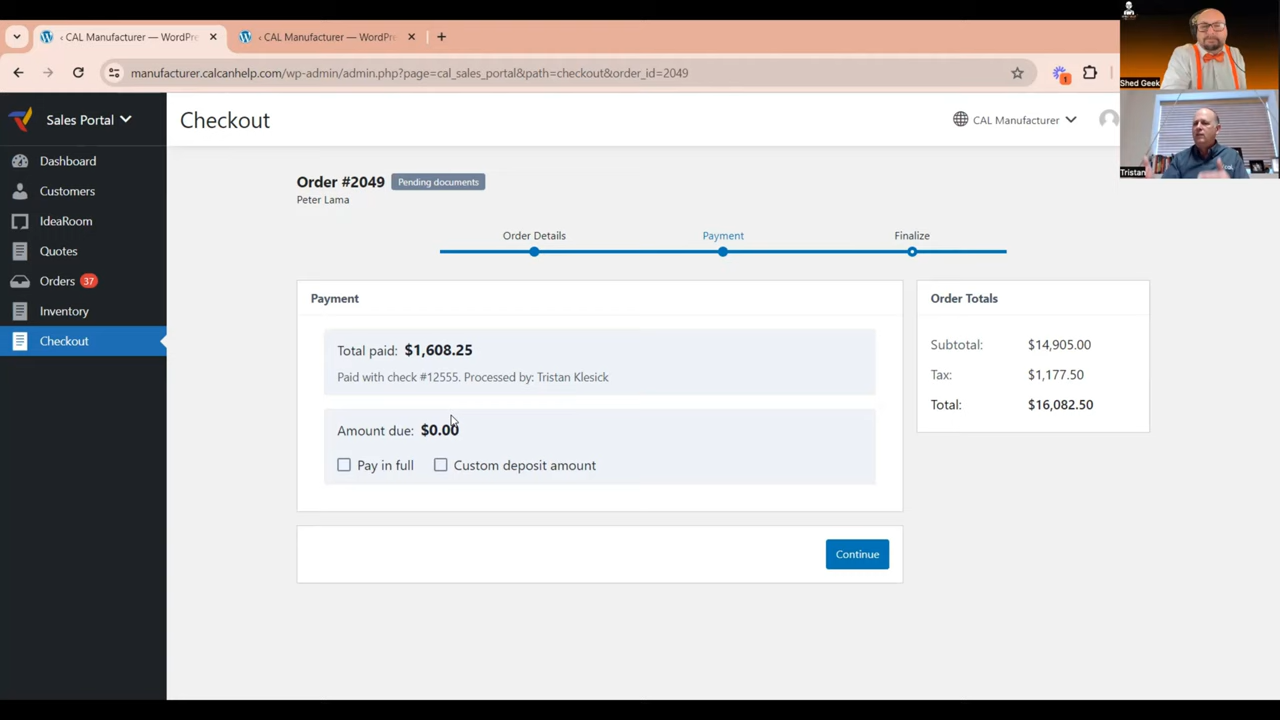 ‹ CAL Manufacturer — WordPre
‹ CAL Manufacturer — WordPre
manufacturer.calcanhelp.com/wp-admin/admin.php?page=cal_sales_portal&path=checkout&order_id=2049
1
Shed Geek
Tristan
Sales Portal
Checkout
CAL Manufacturer
Dashboard
Customers
IdeaRoom
Quotes
Orders 37
Inventory
Checkout
Order #2049 Pending documents
Peter Lama
Order Details Payment Finalize
Payment
Total paid: $1,608.25
Paid with check #12555. Processed by: Tristan Klesick
Amount due: $0.00
Pay in full Custom deposit amount
Continue
Order Totals
Subtotal: $14,905.00
Tax: $1,177.50
Total: $16,082.50